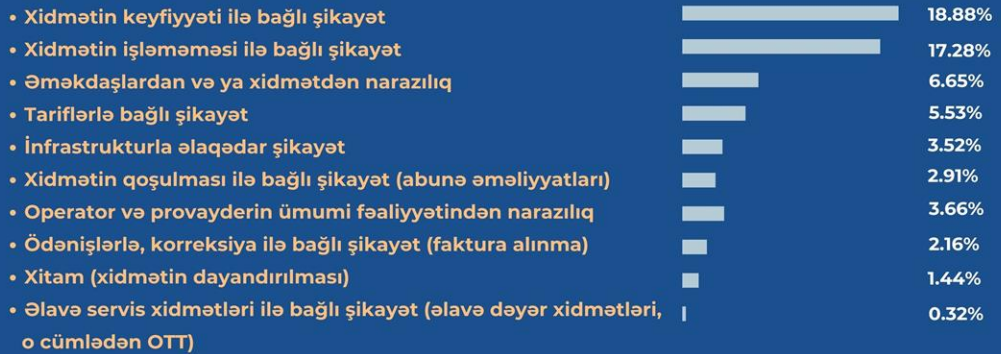 • Xidmətin keyfiyyəti ilə bağlı şikayət 18.88%
• Xidmətin işləməməsi ilə bağlı şikayət 17.28%
• Əməkdaşlardan və ya xidmətdən narazılıq 6.65%
• Tariflərlə bağlı şikayət 5.53%
• İnfrastrukturla əlaqədar şikayət 3.52%
• Xidmətin qoşulması ilə bağlı şikayət (abunə əməliyyatları) 2.91%
• Operator və provayderin ümumi fəaliyyətindən narazılıq 3.66%
• Ödənişlərlə, korreksiya ilə bağlı şikayət (faktura alınma) 2.16%
• Xitam (xidmətin dayandırılması) 1.44%
• Əlavə servis xidmətləri ilə bağlı şikayət (əlavə dəyər xidmətləri, 0.32%
o cümlədən OTT)